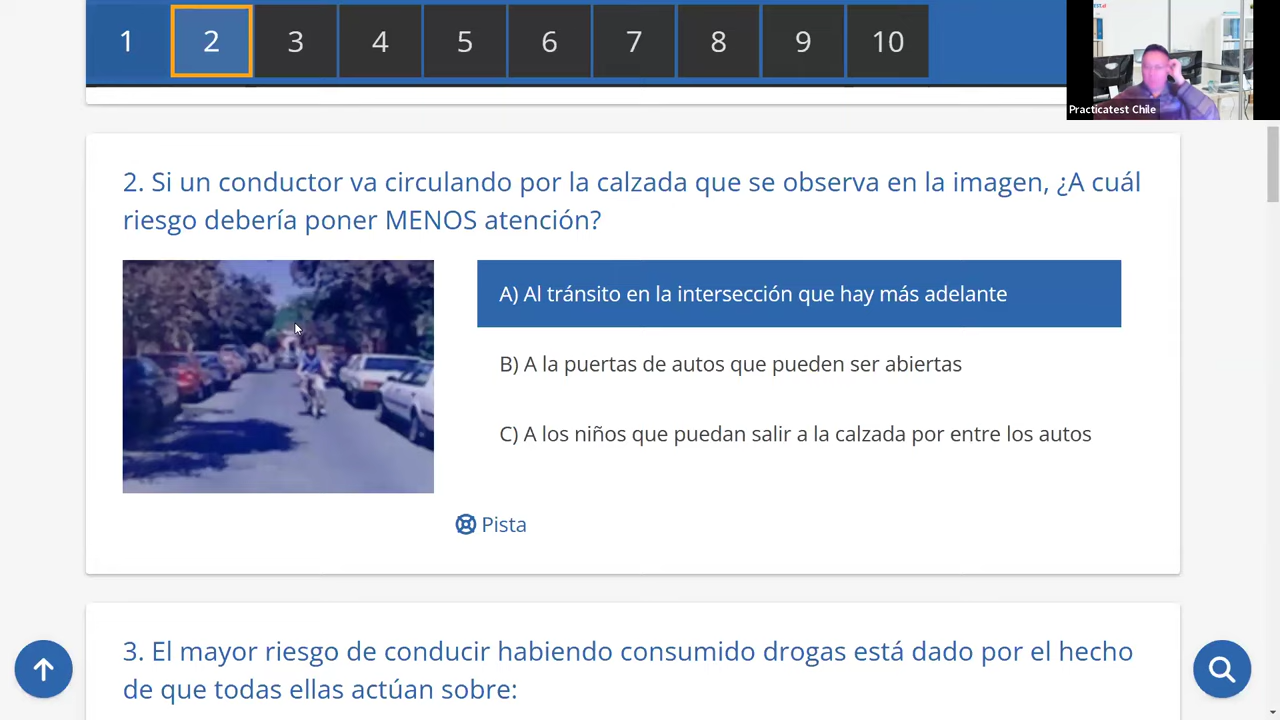 1 2 3 4 5 6 7 8 9 10
Practicatest Chile
2. Si un conductor va circulando por la calzada que se observa en la imagen, ¿A cuál
riesgo debería poner MENOS atención?
A) Al tránsito en la intersección que hay más adelante
B) A la puertas de autos que pueden ser abiertas
C) A los niños que puedan salir a la calzada por entre los autos
Pista
3. El mayor riesgo de conducir habiendo consumido drogas está dado por el hecho
de que todas ellas actúan sobre: